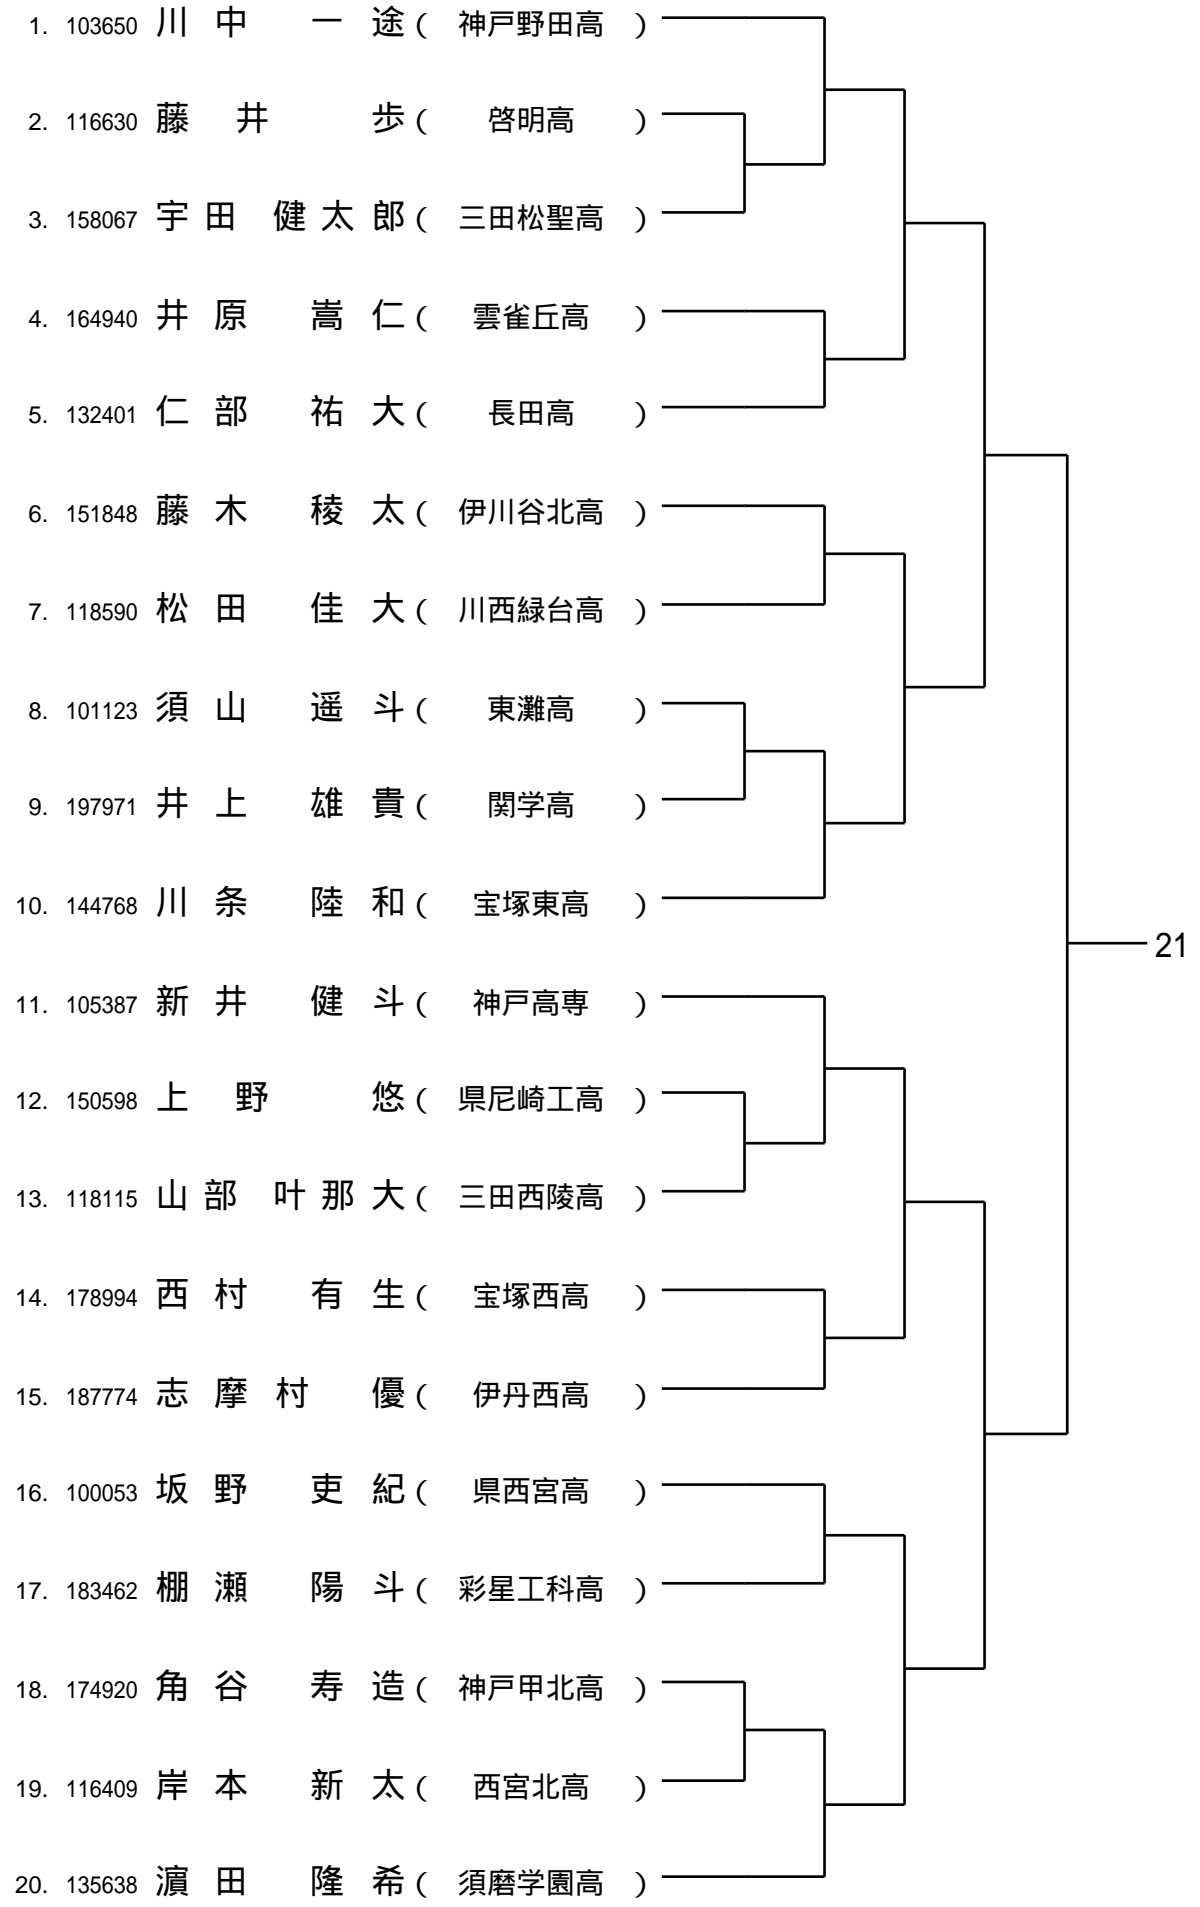 1. 103650 川中 一途 ( 神戸野田高 )
2. 116630 藤井 歩 ( 啓明高 )
3. 158067 宇田 健太郎 ( 三田松聖高 )
4. 164940 井原 嵩仁 ( 雲雀丘高 )
5. 132401 仁部 祐大 ( 長田高 )
6. 151848 藤木 稜太 ( 伊川谷北高 )
7. 118590 松田 佳大 ( 川西緑台高 )
8. 101123 須山 遥斗 ( 東灘高 )
9. 197971 井上 雄貴 ( 関学高 )
10. 144768 川条 陸和 ( 宝塚東高 )
21
11. 105387 新井 健斗 ( 神戸高専 )
12. 150598 上野 悠 ( 県尼崎工高 )
13. 118115 山部 叶那大 ( 三田西陵高 )
14. 178994 西村 有生 ( 宝塚西高 )
15. 187774 志摩村 優 ( 伊丹西高 )
16. 100053 坂野 吏紀 ( 県西宮高 )
17. 183462 棚瀬 陽斗 ( 彩星工科高 )
18. 174920 角谷 寿造 ( 神戸甲北高 )
19. 116409 岸本 新太 ( 西宮北高 )
20. 135638 濵田 隆希 ( 須磨学園高 )